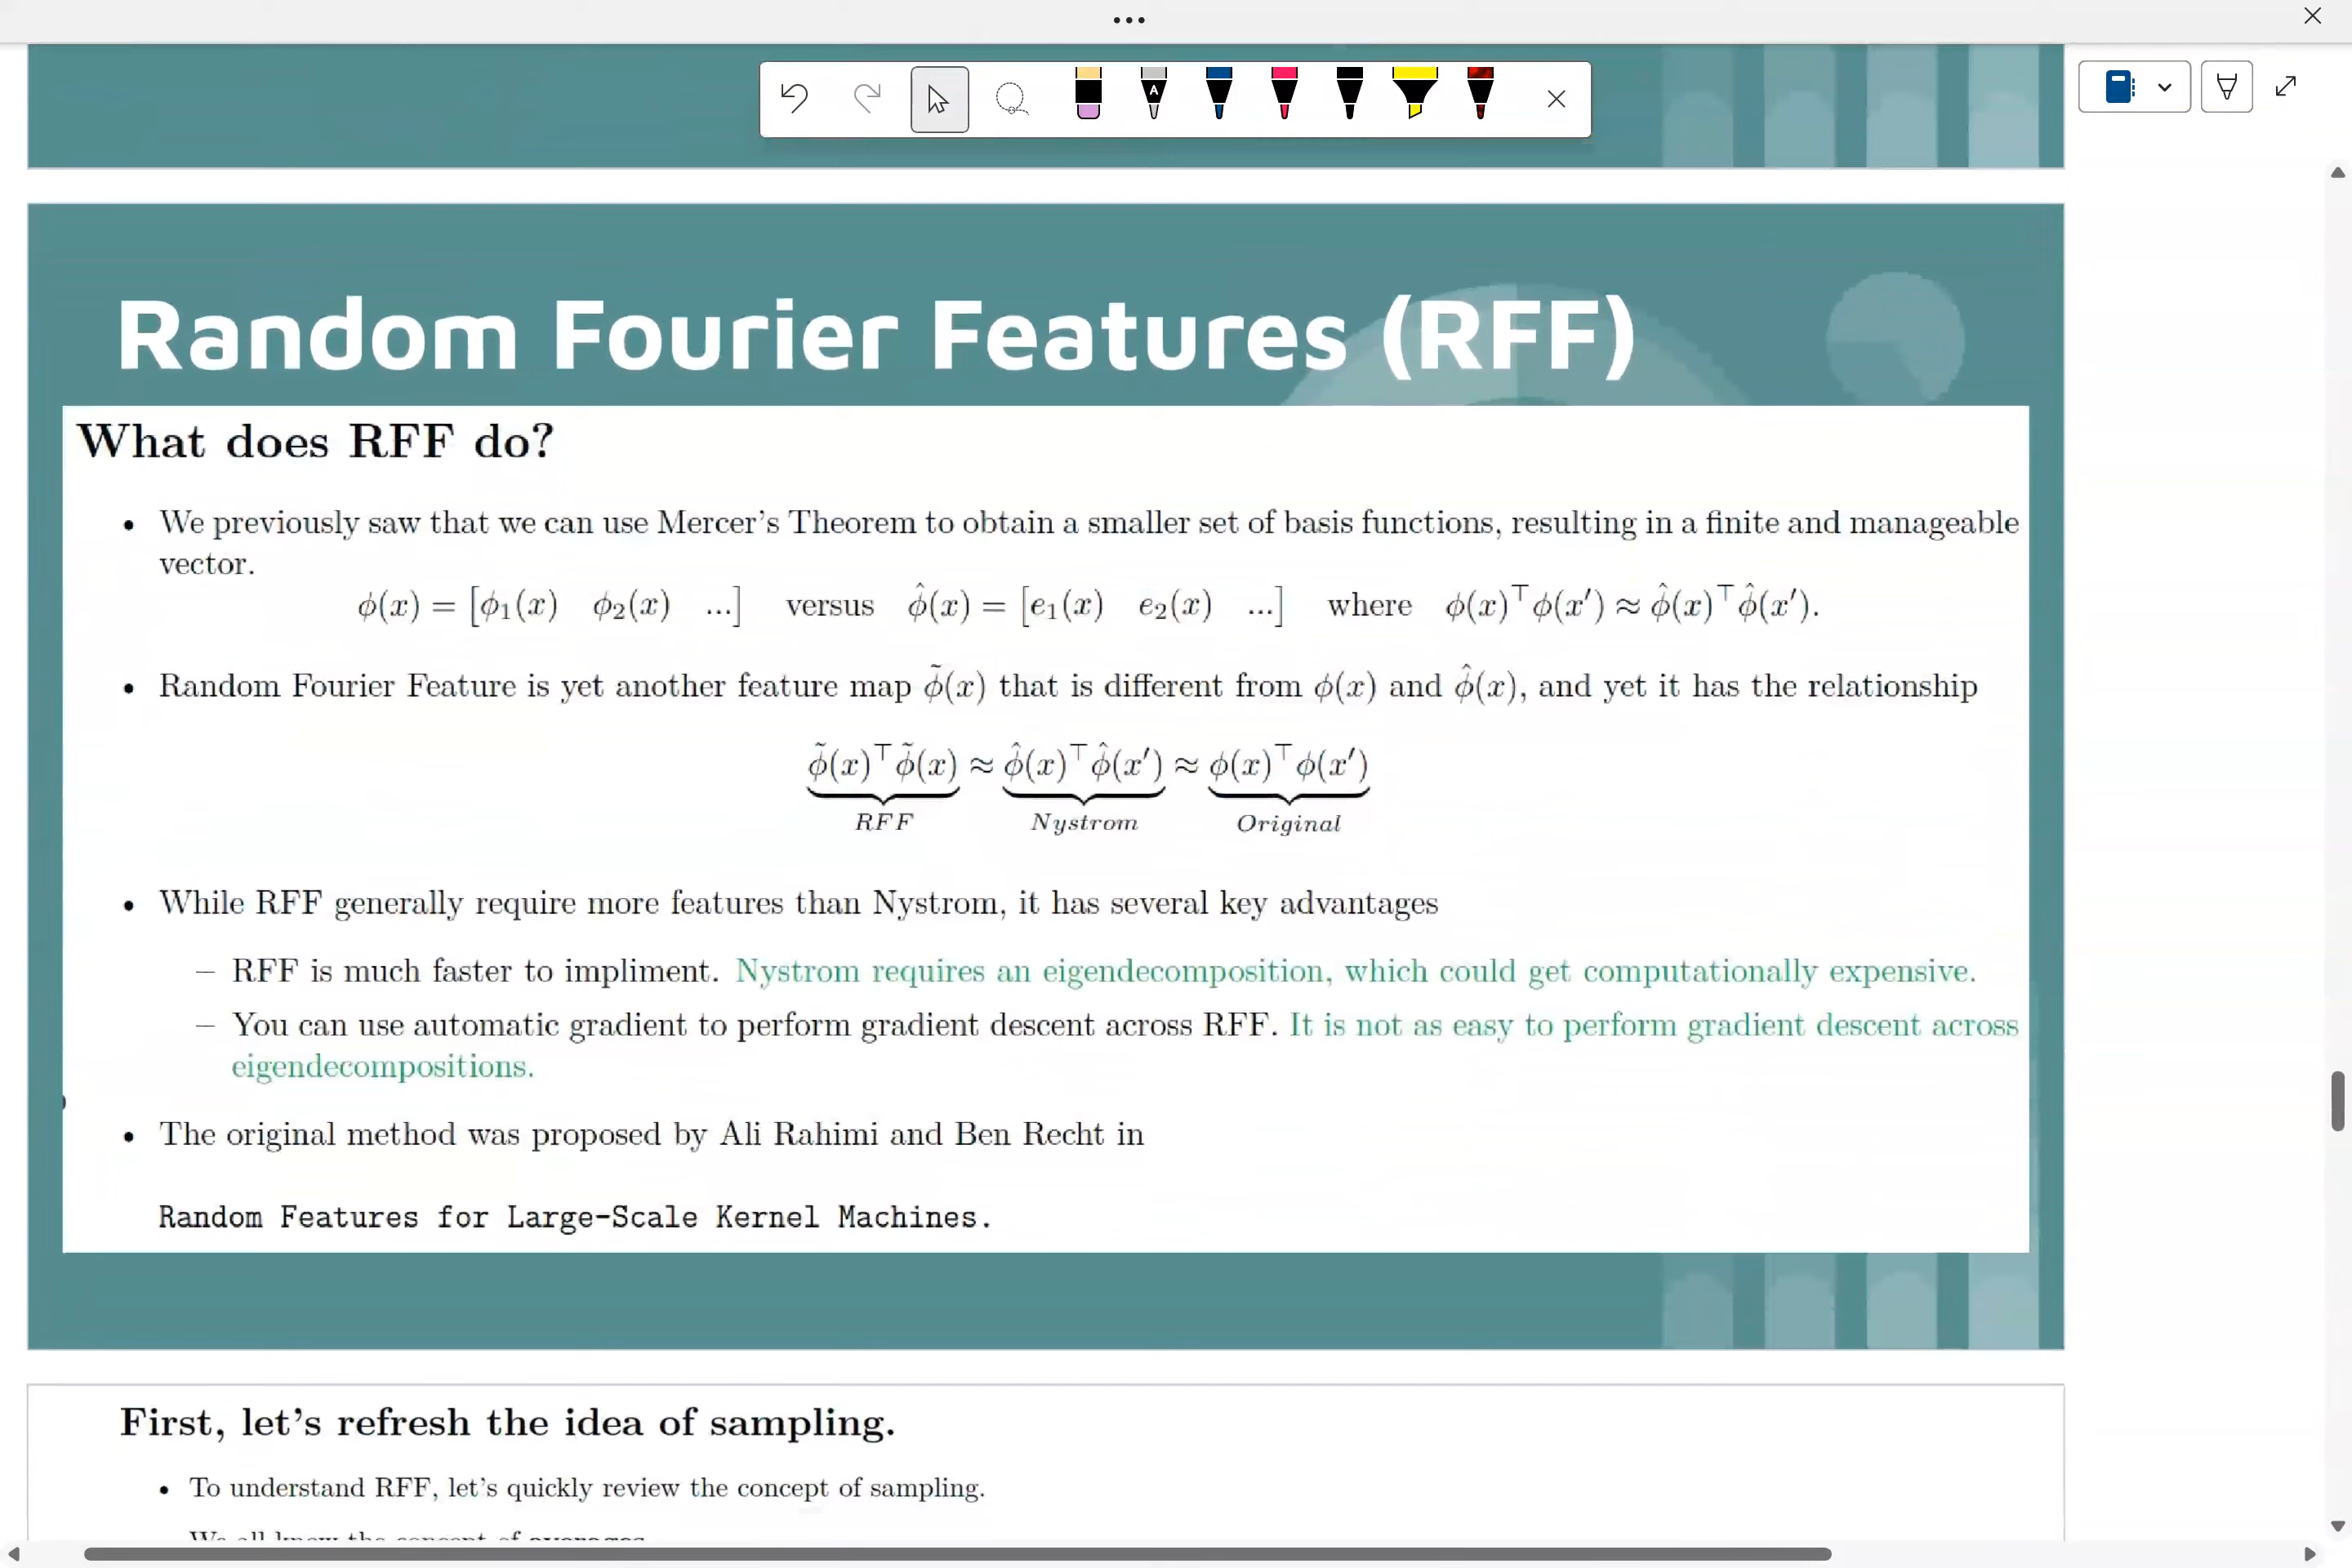 •••
A
Random Fourier Features (RFF)
What does RFF do?
• We previously saw that we can use Mercer's Theorem to obtain a smaller set of basis functions, resulting in a finite and manageable
vector.
ϕ(x) = [ϕ₁(x) ϕ₂(x) ...] versus ϕ̂(x) = [e₁(x) e₂(x) ...] where ϕ(x)⊤ϕ(x′) ≈ ϕ̂(x)⊤ϕ̂(x′).
• Random Fourier Feature is yet another feature map ϕ̃(x) that is different from ϕ(x) and ϕ̂(x), and yet it has the relationship
ϕ̃(x)⊤ϕ̃(x) ≈ ϕ̂(x)⊤ϕ̂(x′) ≈ ϕ(x)⊤ϕ(x′)
RFF Nystrom Original
• While RFF generally require more features than Nystrom, it has several key advantages
– RFF is much faster to impliment. Nystrom requires an eigendecomposition, which could get computationally expensive.
– You can use automatic gradient to perform gradient descent across RFF. It is not as easy to perform gradient descent across
eigendecompositions.
• The original method was proposed by Ali Rahimi and Ben Recht in
Random Features for Large-Scale Kernel Machines.
First, let's refresh the idea of sampling.
• To understand RFF, let's quickly review the concept of sampling.
We all know the concept of averages